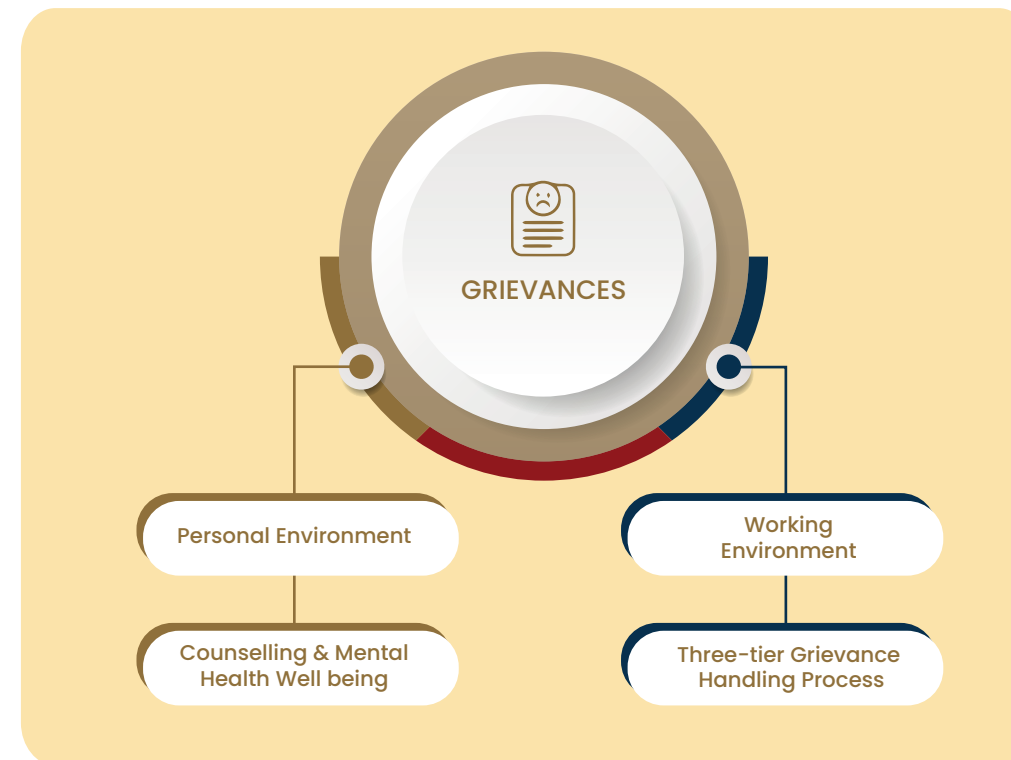 GRIEVANCES
Personal Environment
Working
Environment
Counselling & Mental
Health Well being
Three-tier Grievance
Handling Process